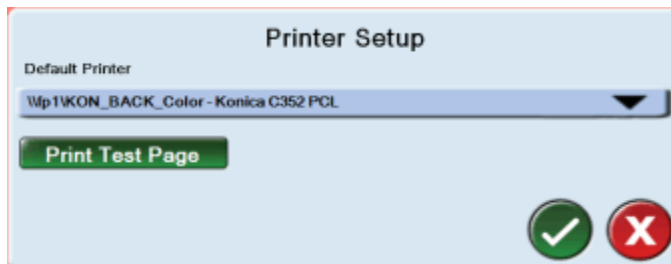 Printer Setup
Default Printer
\\fp1\KON_BACK_Color - Konica C352 PCL
Print Test Page